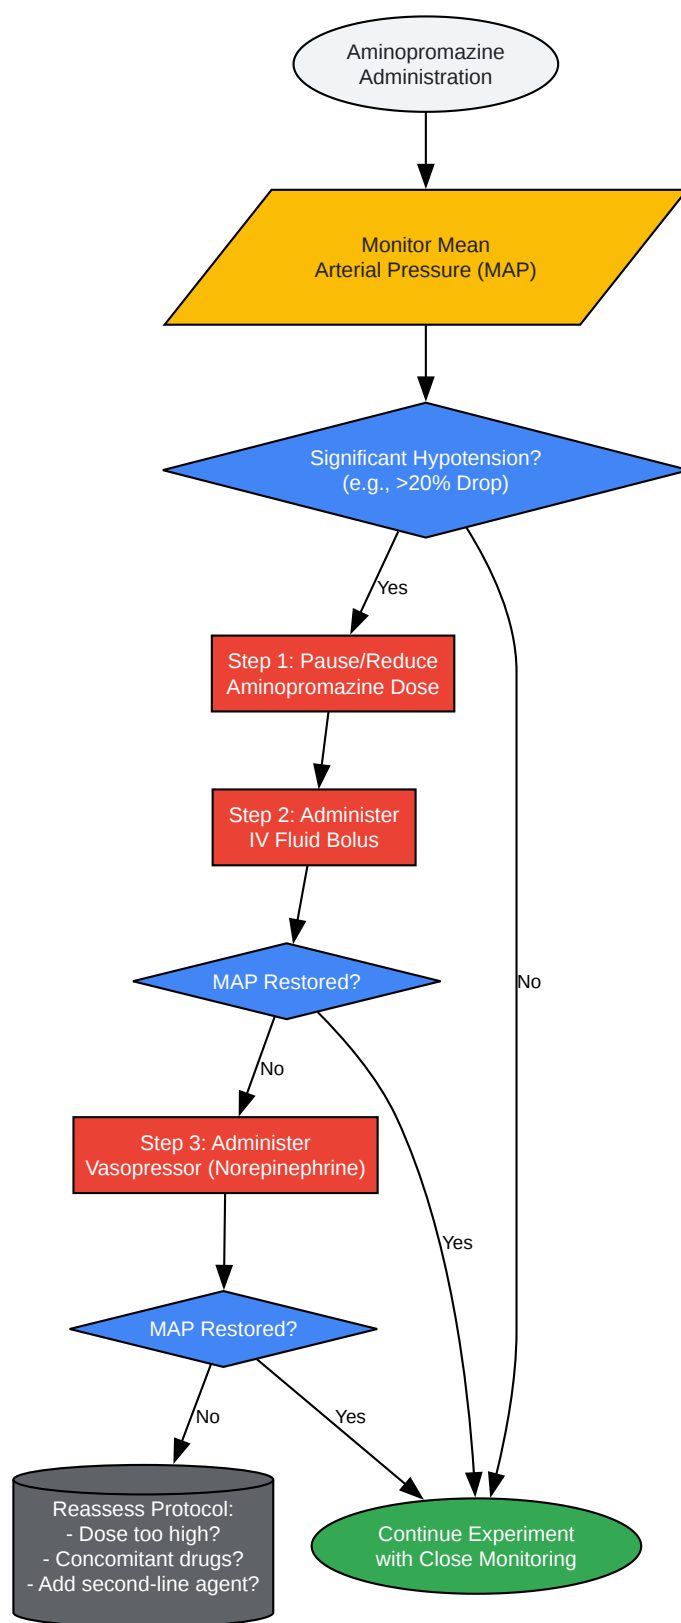 Aminopromazine
Administration
Monitor Mean
Arterial Pressure (MAP)
Significant Hypotension?
(e.g., >20% Drop)
Yes
Step 1: Pause/Reduce
Aminopromazine Dose
Step 2: Administer
IV Fluid Bolus
MAP Restored?
No
No
Step 3: Administer
Vasopressor (Norepinephrine)
Yes
MAP Restored?
No
Yes
Reassess Protocol:
- Dose too high?
- Concomitant drugs?
- Add second-line agent?
Continue Experiment
with Close Monitoring